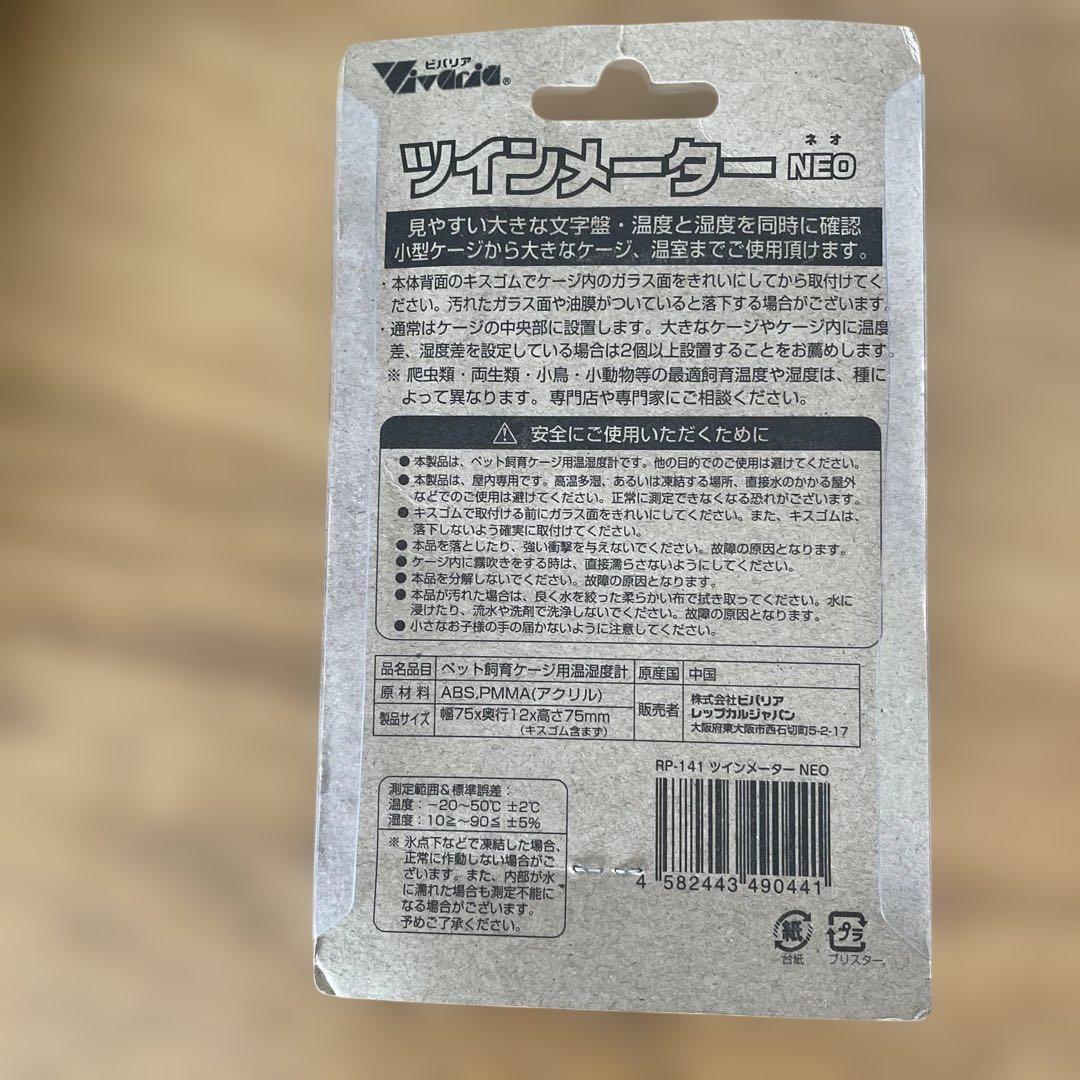 ビバリア
Vivaria®
ネオ
ツインメーター NEO
見やすい大きな文字盤・温度と湿度を同時に確認
小型ケージから大きなケージ、温室までご使用頂けます。
・本体背面のキスゴムでケージ内のガラス面をきれいにしてから取付けてく
ださい。汚れたガラス面や油膜がついていると落下する場合がございます。
・通常はケージの中央部に設置します。大きなケージやケージ内に温度
差、湿度差を設定している場合は2個以上設置することをお薦めします。
※ 爬虫類・両生類・小鳥・小動物等の最適飼育温度や湿度は、種に
よって異なります。専門店や専門家にご相談ください。
⚠ 安全にご使用いただくために
● 本製品は、ペット飼育ケージ用温湿度計です。他の目的でのご使用は避けてください。
● 本製品は、屋内専用です。高温多湿、あるいは凍結する場所、直接水のかかる屋外
などでのご使用は避けてください。正常に測定できなくなる恐れがございます。
● キスゴムで取付ける前にガラス面をきれいにしてください。また、キスゴムは、
落下しないよう確実に取付けてください。
● 本品を落としたり、強い衝撃を与えないでください。故障の原因となります。
● ケージ内に霧吹きをする時は、直接濡らさないようにしてください。
● 本品を分解しないでください。故障の原因となります。
● 本品が汚れた場合は、良く水を絞った柔らかい布で拭き取ってください。水に
浸けたり、流水や洗剤で洗浄しないでください。故障の原因となります。
● 小さなお子様の手の届かないように注意してください。
品名品目 ペット飼育ケージ用温湿度計 原産国 中国
原材料 ABS,PMMA(アクリル)
販売者 株式会社ビバリア
レップカルジャパン
大阪府東大阪市西石切町5-2-17
製品サイズ 幅75x奥行12x高さ75mm
(キスゴム含まず)
RP-141 ツインメーター NEO
測定範囲&標準誤差:
温度:-20~50℃ ±2℃
湿度:10≧~90≦ ±5%
※ 氷点下などで凍結した場合、
正常に作動しない場合がご
ざいます。また、内部が水
に濡れた場合も測定不能に
なる場合がございます。
予めご了承ください。
4 582443 490441
紙
台紙
プラ
ブリスター